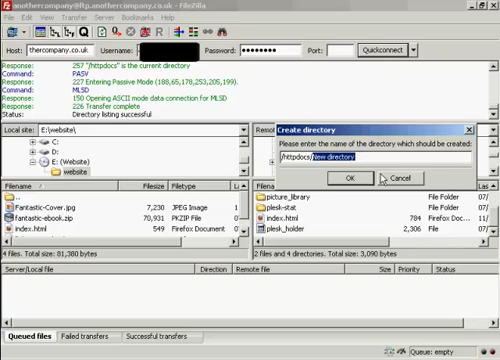 anothercompany@ftp.anothercompany.co.uk - FileZilla
File Edit View Transfer Server Bookmarks Help
Host: thercompany.co.uk Username: Password: ●●●●●●●● Port: Quickconnect
Response: 257 "/httpdocs" is the current directory
Command: PASV
Response: 227 Entering Passive Mode (188,65,178,253,205,199).
Command: MLSD
Response: 150 Opening ASCII mode data connection for MLSD
Response: 226 Transfer complete
Status: Directory listing successful
Local site: E:\website\
C:
D:
E: (Website)
website
Filename Filesize Filetype
..
Fantastic-Cover.jpg 7,230 JPEG Image
fantastic-ebook.zip 70,931 PKZIP File
index.html 549 Firefox Document
4 files. Total size: 81,380 bytes
Create directory
Please enter the name of the directory which should be created:
/httpdocs/New directory
OK Cancel
picture_library File Folder 07/
plesk-stat File Folder 07/
index.html 784 Firefox Doc... 07/
plesk_holder 2,306 File Folder 07/
2 files and 4 directories. Total size: 3,090 bytes
Server/Local file Direction Remote file Size Priority Status
Queued files Failed transfers Successful transfers
Queue: empty